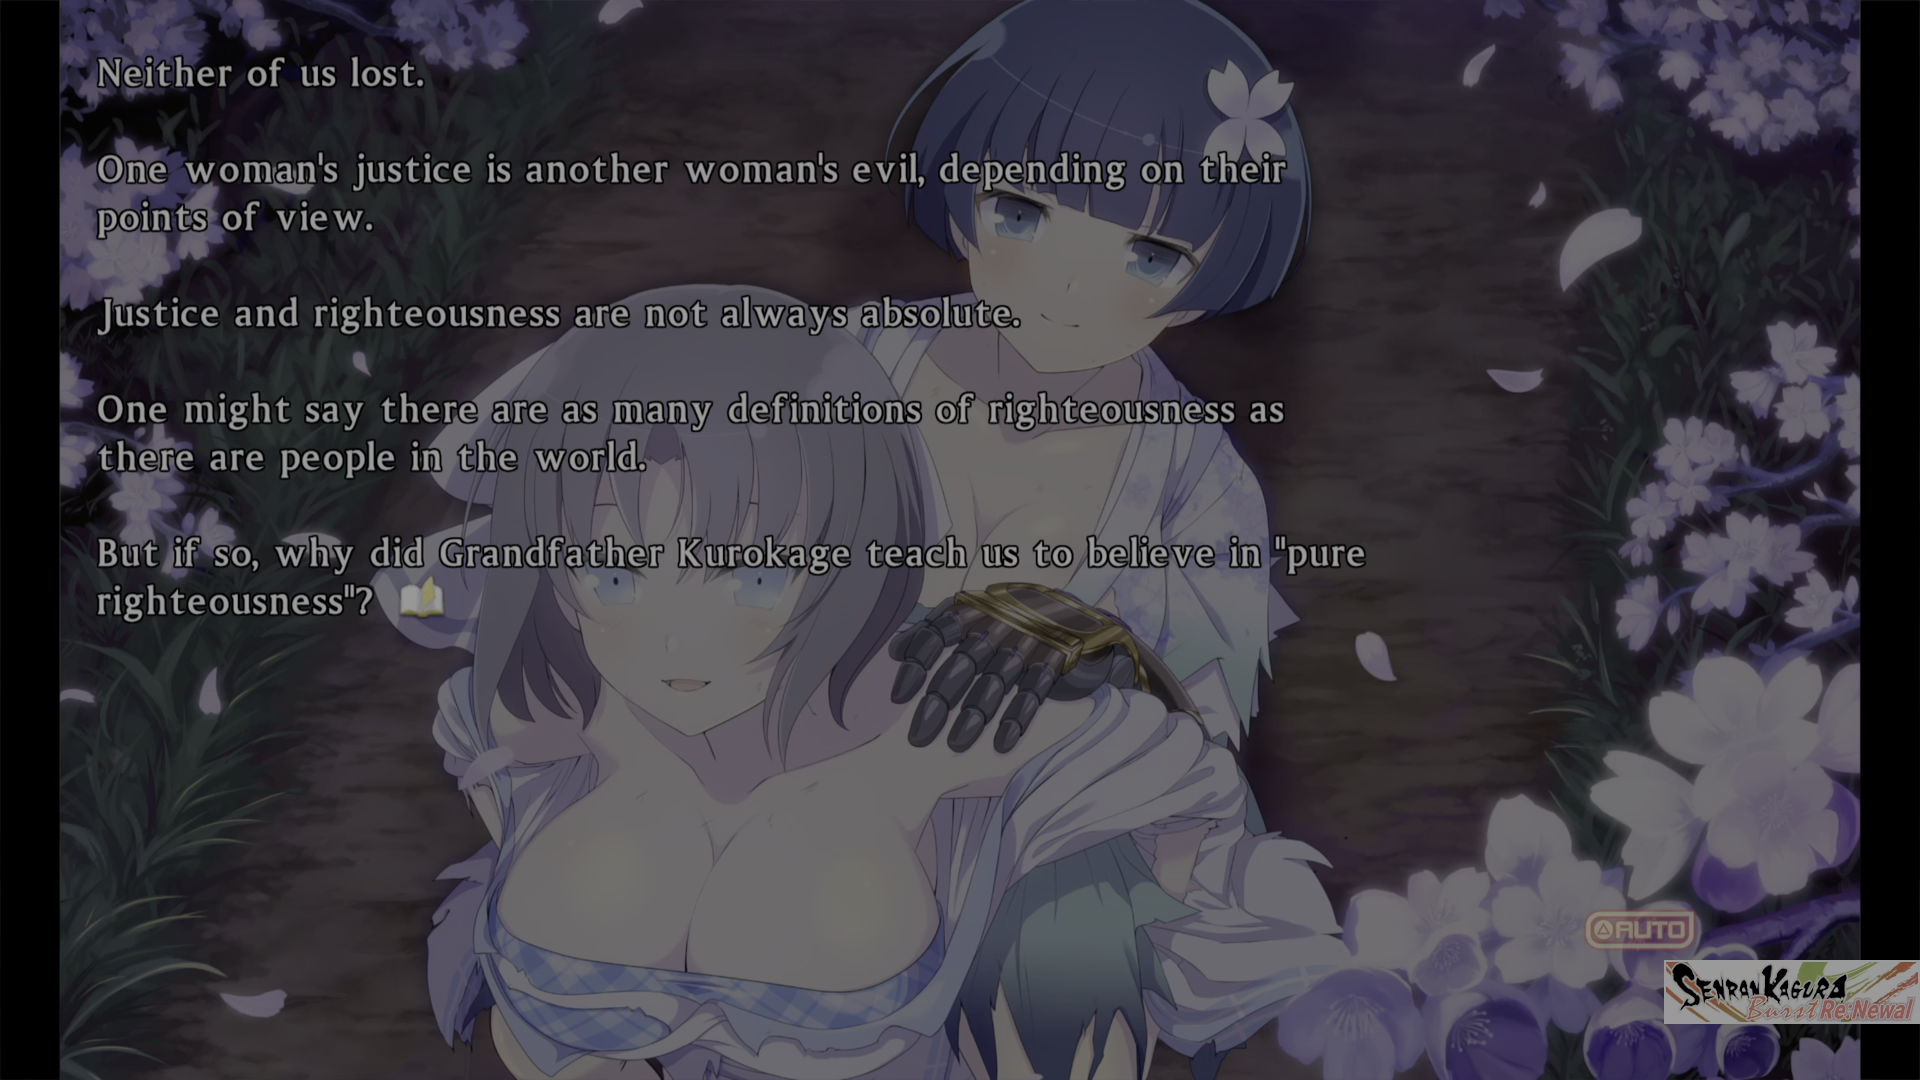 Neither of us lost.
One woman's justice is another woman's evil, depending on their
points of view.
Justice and righteousness are not always absolute.
One might say there are as many definitions of righteousness as
there are people in the world.
But if so, why did Grandfather Kurokage teach us to believe in "pure
righteousness"?
AUTO
SENRAN KAGURA
Burst Re:Newal